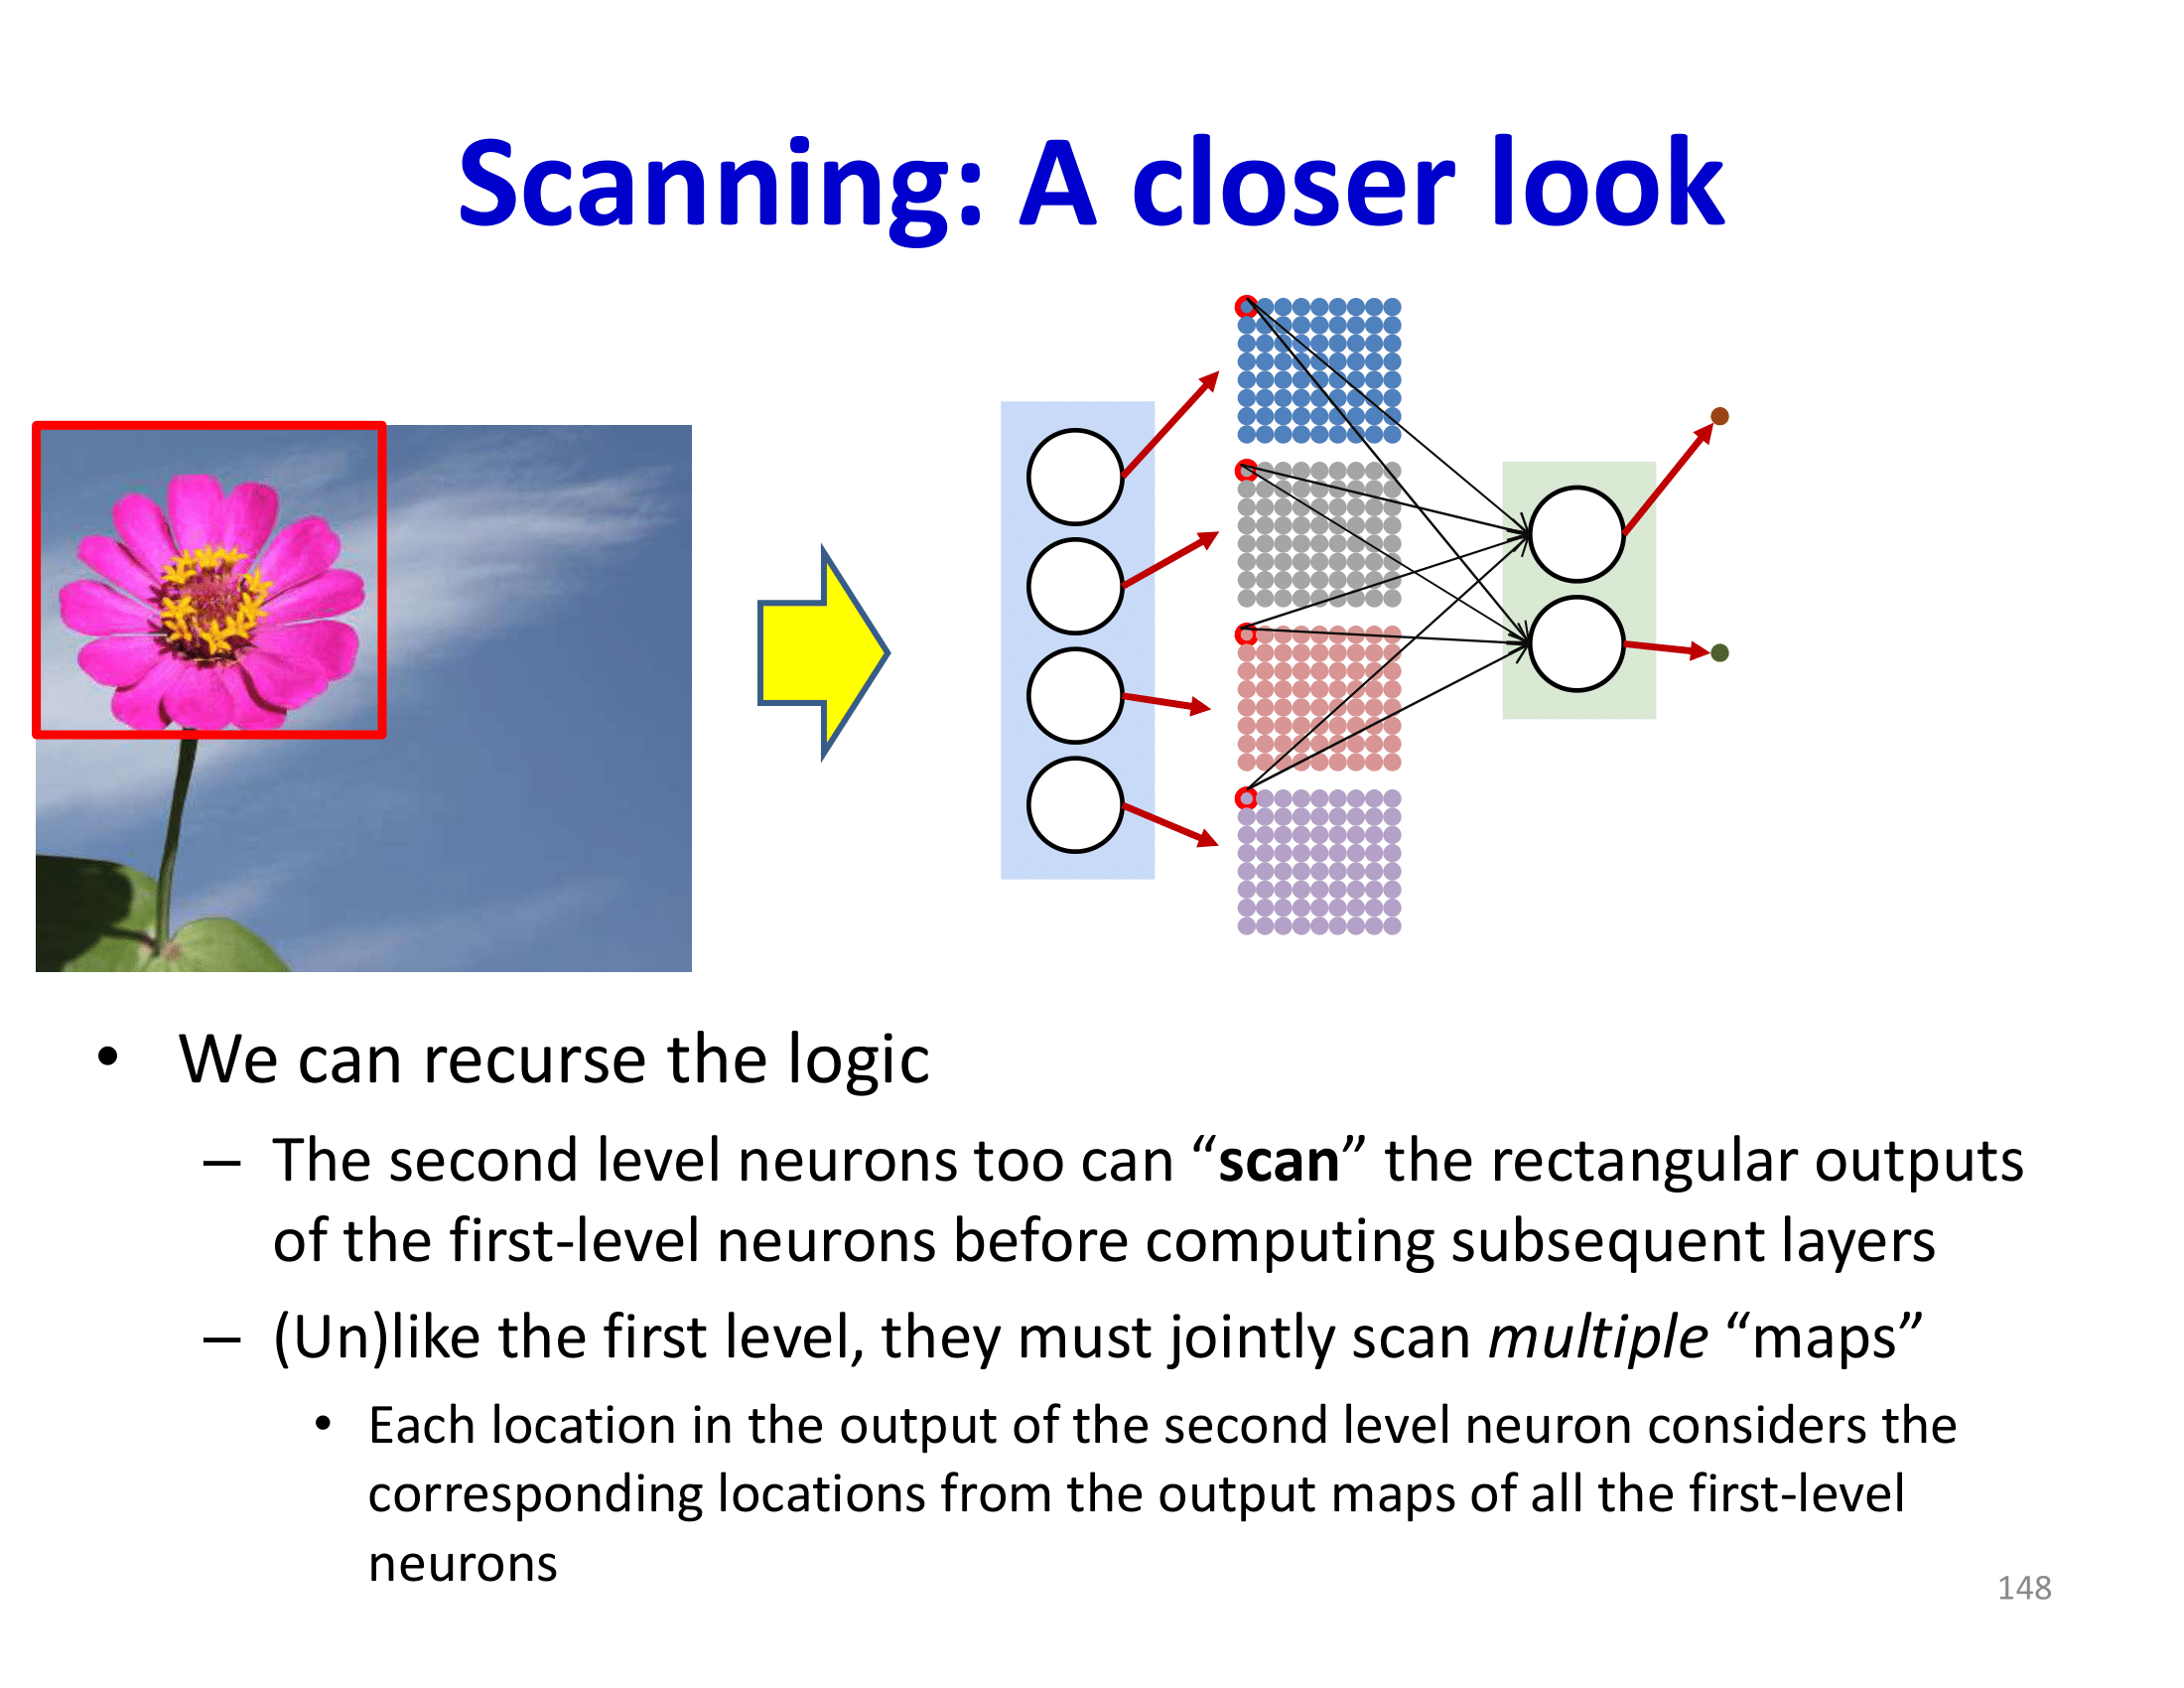 Scanning: A closer look
• We can recurse the logic
– The second level neurons too can “scan” the rectangular outputs
of the first-level neurons before computing subsequent layers
– (Un)like the first level, they must jointly scan multiple “maps”
• Each location in the output of the second level neuron considers the
corresponding locations from the output maps of all the first-level
neurons
148